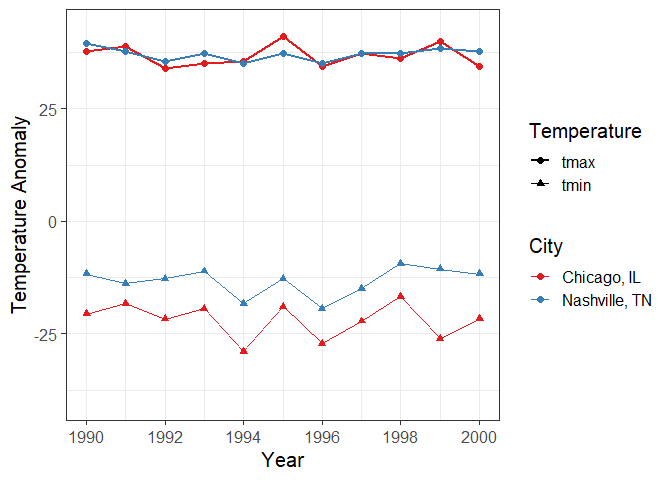 Temperature Anomaly
25
0
-25
1990 1992 1994 1996 1998 2000
Year
Temperature
tmax
tmin
City
Chicago, IL
Nashville, TN